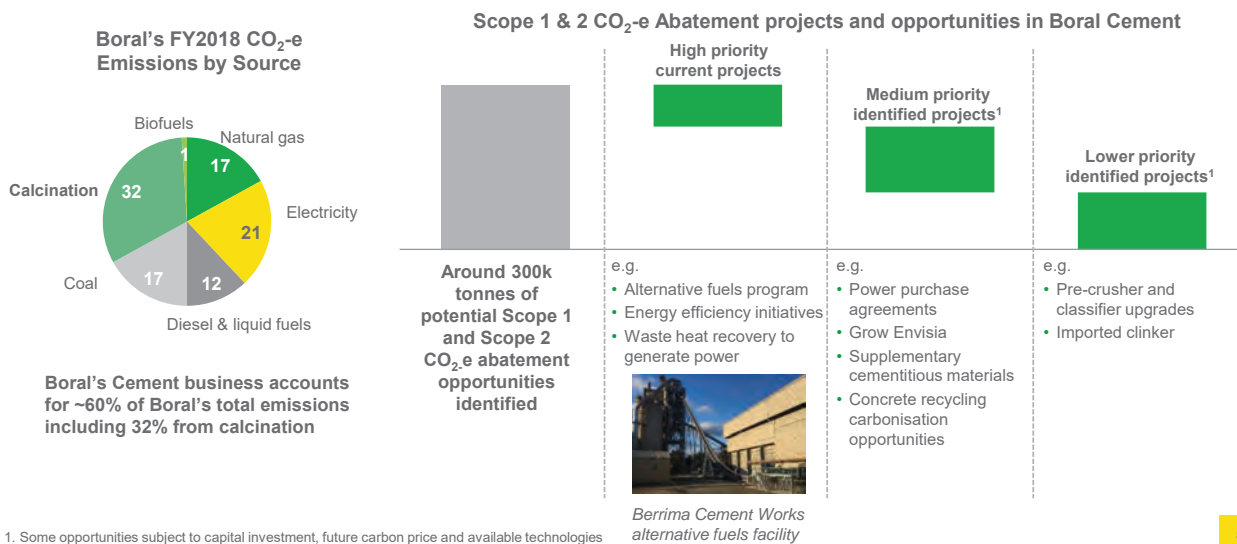 Scope 1 & 2 CO2-e Abatement projects and opportunities in Boral Cement
Boral's FY2018 CO2-e
Emissions by Source
Biofuels
Natural gas
Calcination
Electricity
Coal
Diesel & liquid fuels
1
17
32
21
17
12
Boral's Cement business accounts
for ~60% of Boral's total emissions
including 32% from calcination
Around 300k
tonnes of
potential Scope 1
and Scope 2
CO2-e abatement
opportunities
identified
High priority
current projects
e.g.
• Alternative fuels program
• Energy efficiency initiatives
• Waste heat recovery to
generate power
Berrima Cement Works
alternative fuels facility
Medium priority
identified projects1
e.g.
• Power purchase
agreements
• Grow Envisia
• Supplementary
cementitious materials
• Concrete recycling
carbonisation
opportunities
Lower priority
identified projects1
e.g.
• Pre-crusher and
classifier upgrades
• Imported clinker
1. Some opportunities subject to capital investment, future carbon price and available technologies